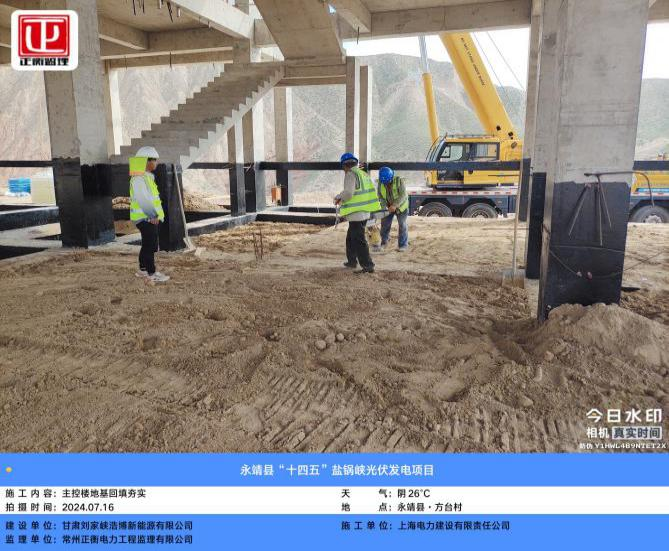 正衡监理
今日水印
相机 真实时间
防伪 Y1HWL4B9NTET2X
永靖县“十四五”盐锅峡光伏发电项目
施工内容：主控楼地基回填夯实
天 气：阴 26℃
拍摄时间：2024.07.16
地 点：永靖县·方台村
建设单位：甘肃刘家峡浩博新能源有限公司
施工单位：上海电力建设有限责任公司
监理单位：常州正衡电力工程监理有限公司